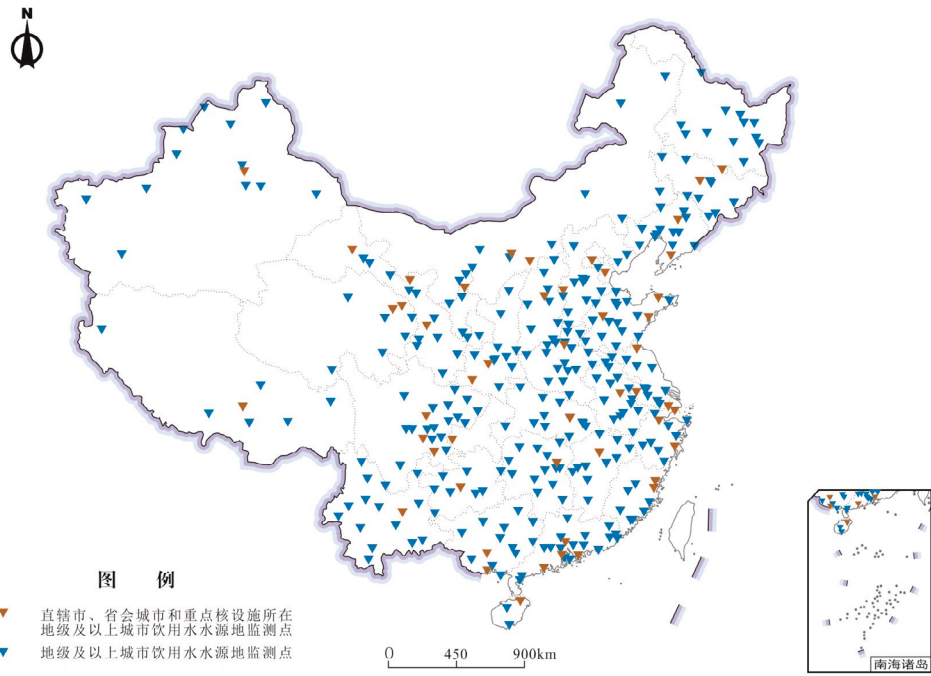 N
图 例
直辖市、省会城市和重点核设施所在
地级及以上城市饮用水水源地监测点
地级及以上城市饮用水水源地监测点
0 450 900km
南海诸岛